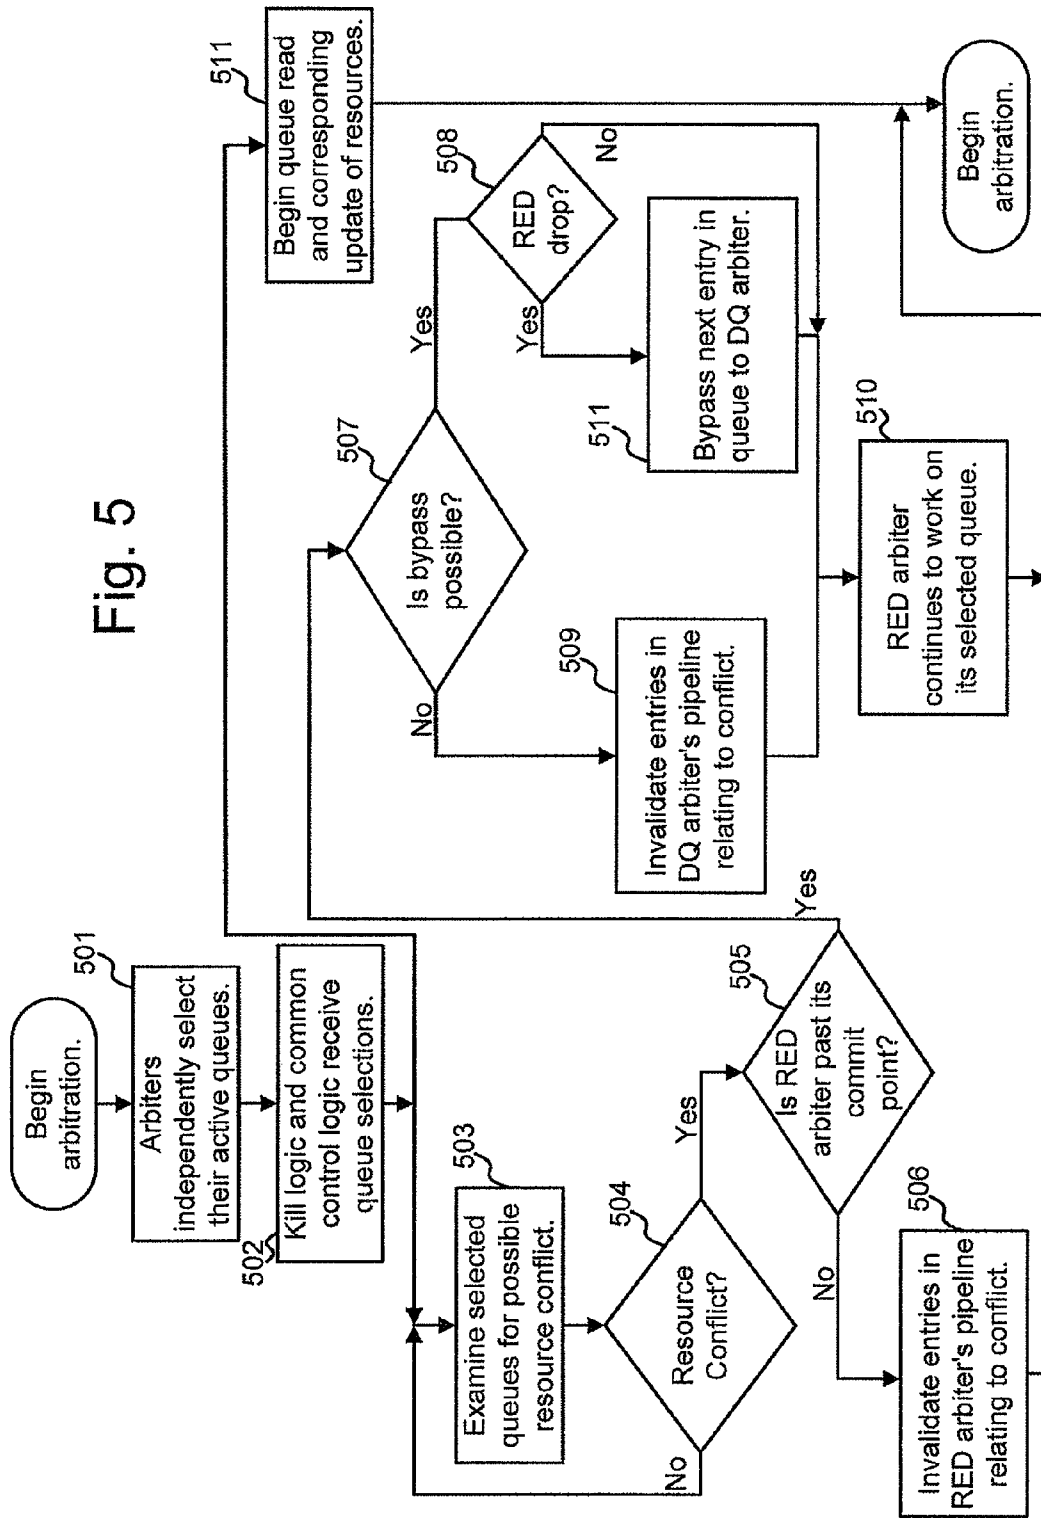 Fig. 5
Begin
arbitration.
501
Arbiters
independently select
their active queues.
502
Kill logic and common
control logic receive
queue selections.
503
Examine selected
queues for possible
resource conflict.
504
Resource
Conflict?
No
Yes
505
Is RED
arbiter past its
commit
point?
No
Yes
506
Invalidate entries in
RED arbiter's pipeline
relating to conflict.
507
Is bypass
possible?
No
Yes
508
RED
drop?
Yes
No
509
Invalidate entries in
DQ arbiter's pipeline
relating to conflict.
511
Bypass next entry in
queue to DQ arbiter.
510
RED arbiter
continues to work on
its selected queue.
511
Begin queue read
and corresponding
update of resources.
Begin
arbitration.